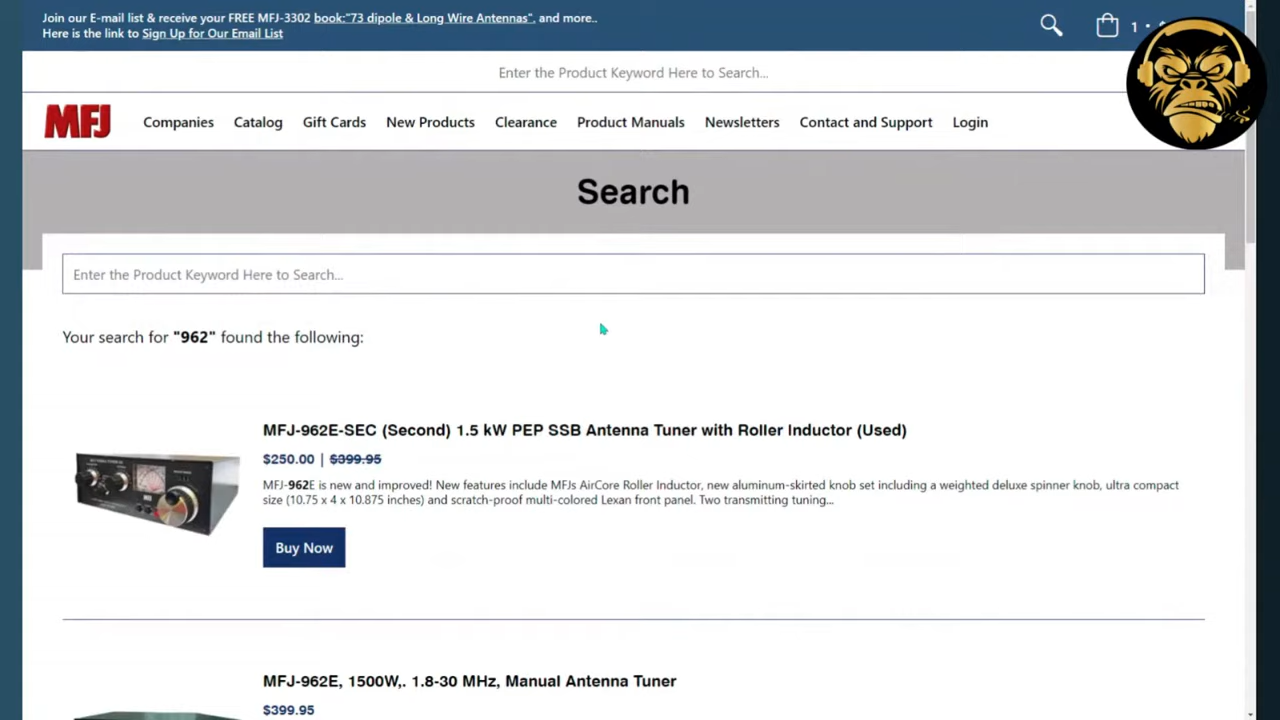 Join our E-mail list & receive your FREE MFJ-3302 book:"73 dipole & Long Wire Antennas", and more..
Here is the link to Sign Up for Our Email List
1 •
Enter the Product Keyword Here to Search...
MFJ
Companies Catalog Gift Cards New Products Clearance Product Manuals Newsletters Contact and Support Login
Search
Enter the Product Keyword Here to Search...
Your search for "962" found the following:
MFJ-962E-SEC (Second) 1.5 kW PEP SSB Antenna Tuner with Roller Inductor (Used)
$250.00 | $399.95
MFJ-962E is new and improved! New features include MFJs AirCore Roller Inductor, new aluminum-skirted knob set including a weighted deluxe spinner knob, ultra compact
size (10.75 x 4 x 10.875 inches) and scratch-proof multi-colored Lexan front panel. Two transmitting tuning...
Buy Now
MFJ-962E, 1500W,. 1.8-30 MHz, Manual Antenna Tuner
$399.95